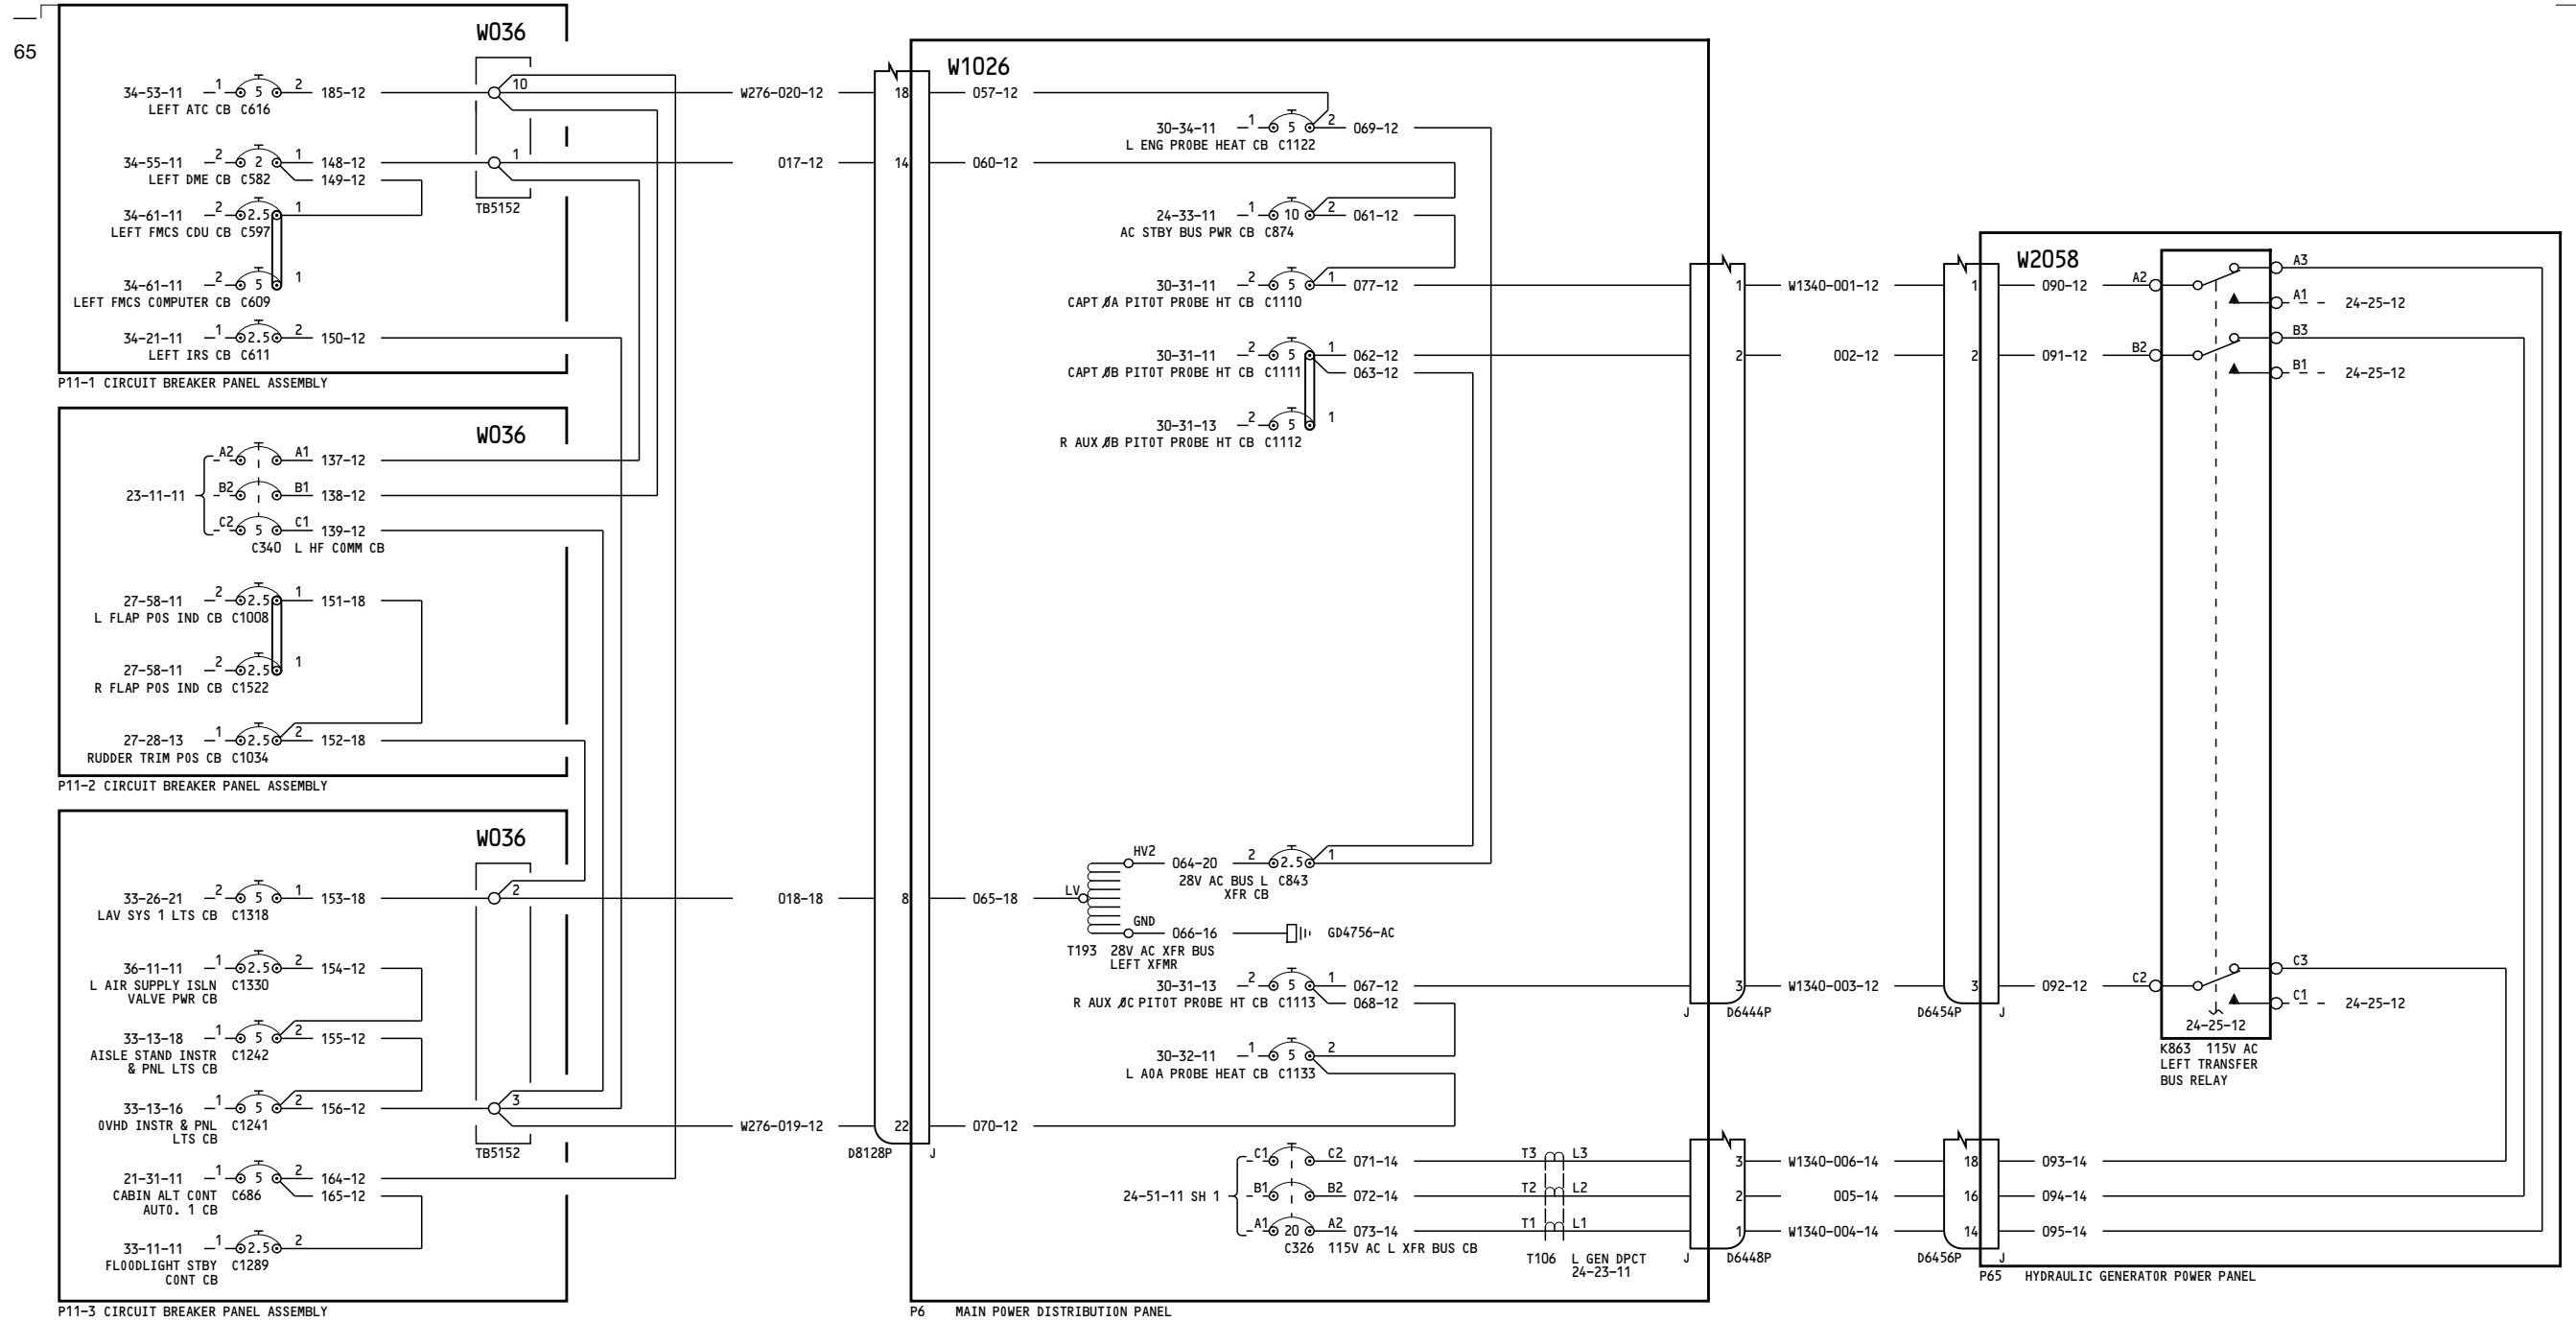 65
W036
34-53-11 1 5 2 185-12 10
LEFT ATC CB C616
34-55-11 2 2 1 148-12 1
LEFT DME CB C582 149-12
34-61-11 2 2.5 1 TB5152
LEFT FMCS CDU CB C597
34-61-11 2 5 1
LEFT FMCS COMPUTER CB C609
34-21-11 1 2.5 2 150-12
LEFT IRS CB C611
P11-1 CIRCUIT BREAKER PANEL ASSEMBLY
W036
A2 A1 137-12
23-11-11 B2 B1 138-12
C2 5 C1 139-12
C340 L HF COMM CB
27-58-11 2 2.5 1 151-18
L FLAP POS IND CB C1008
27-58-11 2 2.5 1
R FLAP POS IND CB C1522
27-28-13 1 2.5 2 152-18
RUDDER TRIM POS CB C1034
P11-2 CIRCUIT BREAKER PANEL ASSEMBLY
W036
33-26-21 2 5 1 153-18 2
LAV SYS 1 LTS CB C1318
36-11-11 1 2.5 2 154-12
L AIR SUPPLY ISLN C1330
VALVE PWR CB
33-13-18 1 5 2 155-12
AISLE STAND INSTR C1242
& PNL LTS CB
33-13-16 1 5 2 156-12 3
OVHD INSTR & PNL C1241
LTS CB
TB5152
21-31-11 1 5 2 164-12
CABIN ALT CONT C686 165-12
AUTO. 1 CB
33-11-11 1 2.5 2
FLOODLIGHT STBY C1289
CONT CB
P11-3 CIRCUIT BREAKER PANEL ASSEMBLY
W276-020-12 18
017-12 14
018-18 8
W276-019-12 22
D8128P J
W1026
057-12
30-34-11 1 5 2 069-12
L ENG PROBE HEAT CB C1122
060-12
24-33-11 1 10 2 061-12
AC STBY BUS PWR CB C874
30-31-11 2 5 1 077-12
CAPT ØA PITOT PROBE HT CB C1110
30-31-11 2 5 1 062-12
CAPT ØB PITOT PROBE HT CB C1111 063-12
30-31-13 2 5 1
R AUX ØB PITOT PROBE HT CB C1112
HV2 064-20 2 2.5 1
28V AC BUS L C843
XFR CB
065-18 LV
GND 066-16 GD4756-AC
T193 28V AC XFR BUS
LEFT XFMR
30-31-13 2 5 1 067-12
R AUX ØC PITOT PROBE HT CB C1113 068-12
30-32-11 1 5 2
L AOA PROBE HEAT CB C1133
070-12
C1 C2 071-14 T3 L3
24-51-11 SH 1 B1 B2 072-14 T2 L2
A1 20 A2 073-14 T1 L1
C326 115V AC L XFR BUS CB
T106 L GEN DPCT
24-23-11
P6 MAIN POWER DISTRIBUTION PANEL
1 W1340-001-12 1
2 002-12 2
3 W1340-003-12 3
J D6444P D6454P J
3 W1340-006-14 18
2 005-14 16
1 W1340-004-14 14
J D6448P D6456P J
W2058
090-12 A2 A3
A1 24-25-12
091-12 B2 B3
B1 24-25-12
092-12 C2 C3
C1 24-25-12
24-25-12
K863 115V AC
LEFT TRANSFER
BUS RELAY
093-14
094-14
095-14
P65 HYDRAULIC GENERATOR POWER PANEL